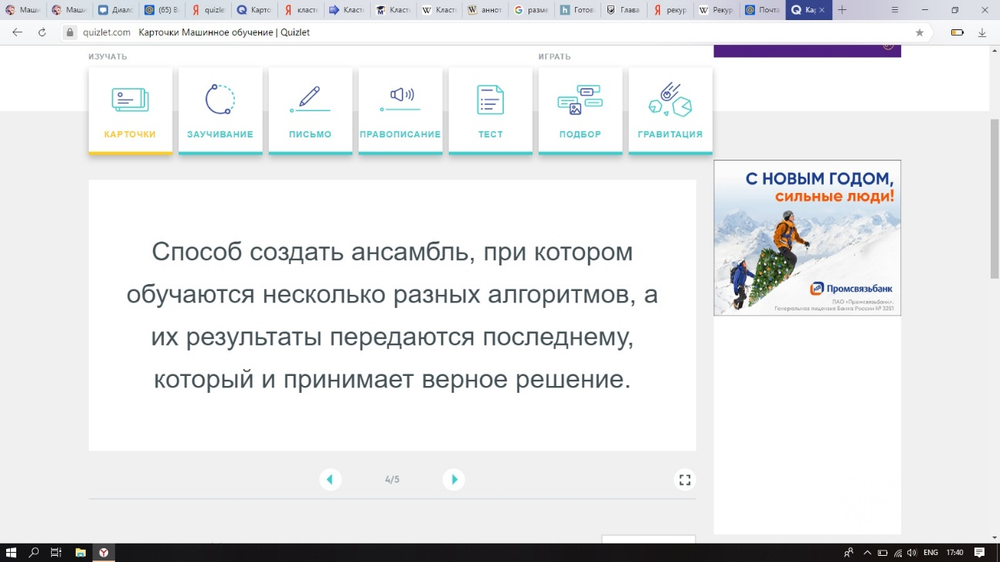 Маши
Маши
Диалс
(65) В
quizle
Карто
класте
Класте
Класте
Класте
аннот
разме
Готов
Глава
рекур
Рекур
Почта
Кар
quizlet.com Карточки Машинное обучение | Quizlet
ИЗУЧАТЬ
ИГРАТЬ
КАРТОЧКИ
ЗАУЧИВАНИЕ
ПИСЬМО
ПРАВОПИСАНИЕ
ТЕСТ
ПОДБОР
ГРАВИТАЦИЯ
Способ создать ансамбль, при котором
обучаются несколько разных алгоритмов, а
их результаты передаются последнему,
который и принимает верное решение.
4/5
С НОВЫМ ГОДОМ,
сильные люди!
Промсвязьбанк
ПАО «Промсвязьбанк».
Генеральная лицензия Банка России № 3251
ENG 17:40